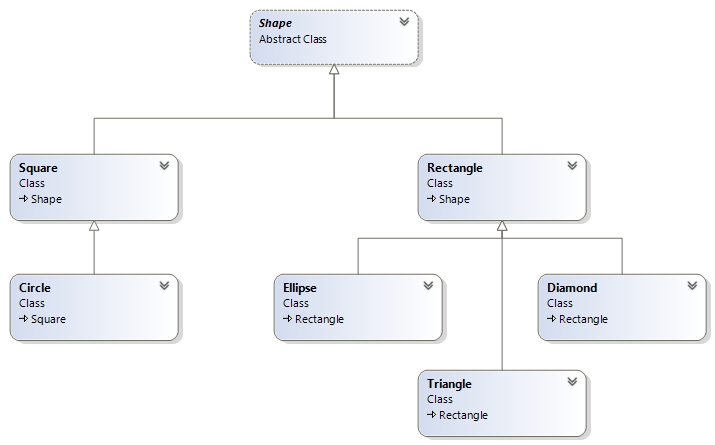 Shape
Abstract Class
Square
Class
Shape
Rectangle
Class
Shape
Circle
Class
Square
Ellipse
Class
Rectangle
Diamond
Class
Rectangle
Triangle
Class
Rectangle